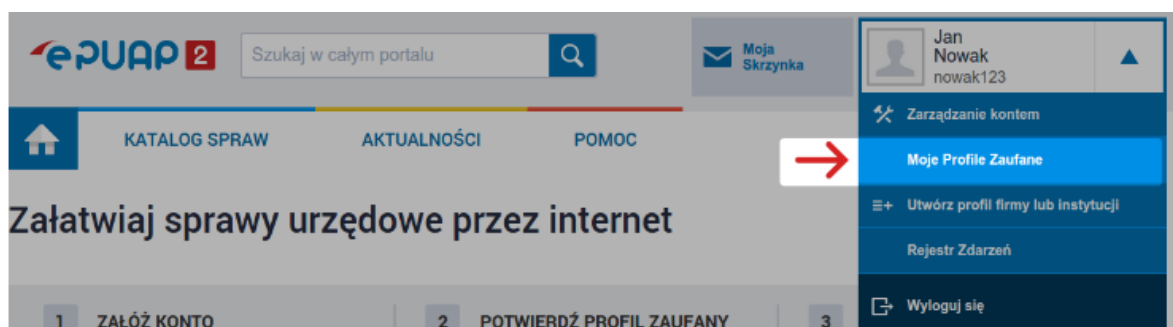 ePUAP 2
Szukaj w całym portalu
Moja
Skrzynka
Jan
Nowak
nowak123
Zarządzanie kontem
KATALOG SPRAW
AKTUALNOŚCI
POMOC
Moje Profile Zaufane
Utwórz profil firmy lub instytucji
Załatwiaj sprawy urzędowe przez internet
Rejestr Zdarzeń
Wyloguj się
1 ZAŁÓŻ KONTO
2 POTWIERDŹ PROFIL ZAUFANY
3